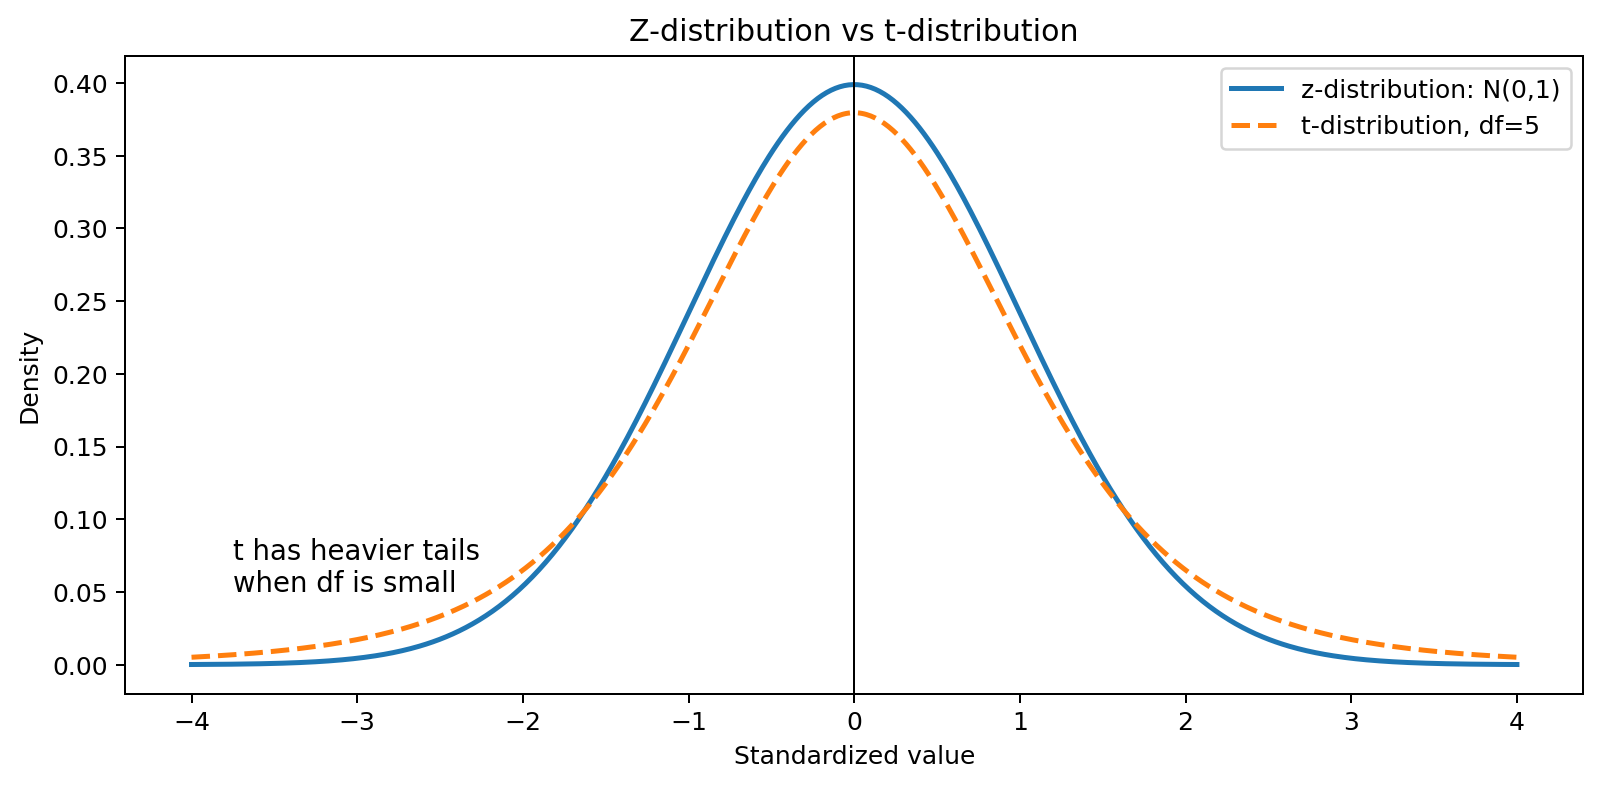 Z-distribution vs t-distribution
z-distribution: N(0,1)
t-distribution, df=5
0.40
0.35
0.30
0.25
0.20
0.15
0.10
0.05
0.00
Density
t has heavier tails
when df is small
−4 −3 −2 −1 0 1 2 3 4
Standardized value